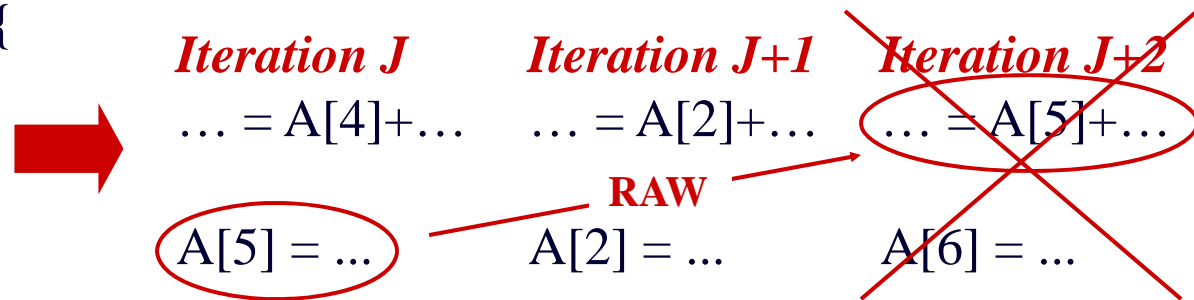 {
Iteration J Iteration J+1 Iteration J+2
… = A[4]+… … = A[2]+… … = A[5]+…
RAW
A[5] = ... A[2] = ... A[6] = ...